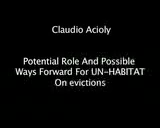 Claudio Acioly
Potential Role And Possible
Ways Forward For UN-HABITAT
On evictions